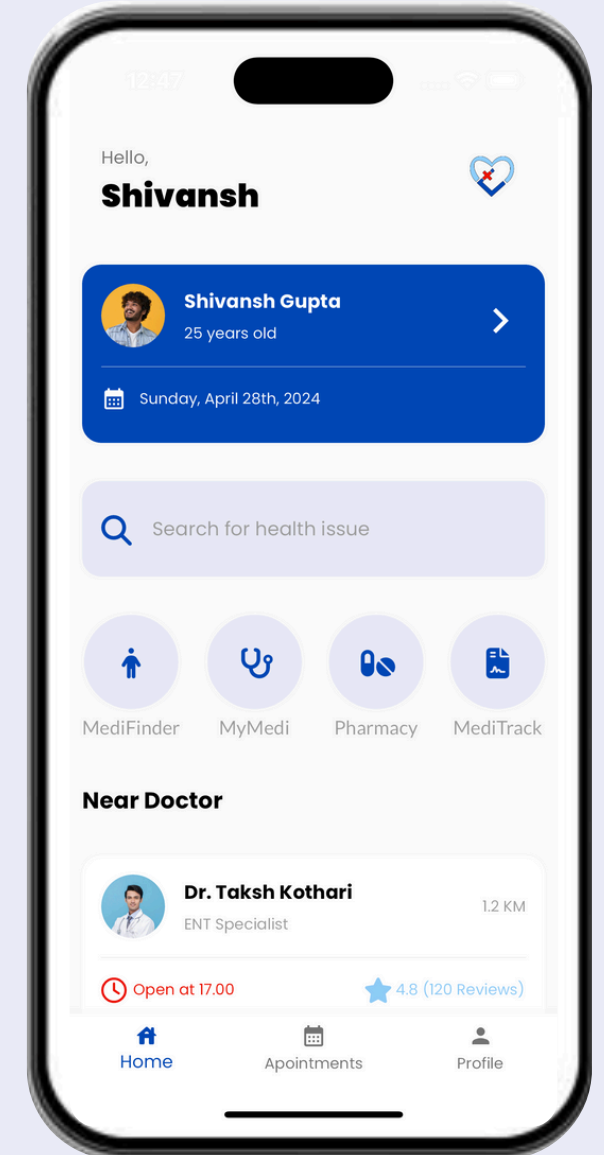 12:47
Hello,
Shivansh
Shivansh Gupta
25 years old
Sunday, April 28th, 2024
Search for health issue
MediFinder MyMedi Pharmacy MediTrack
Near Doctor
Dr. Taksh Kothari
1.2 KM
ENT Specialist
Open at 17.00 4.8 (120 Reviews)
Home Apointments Profile